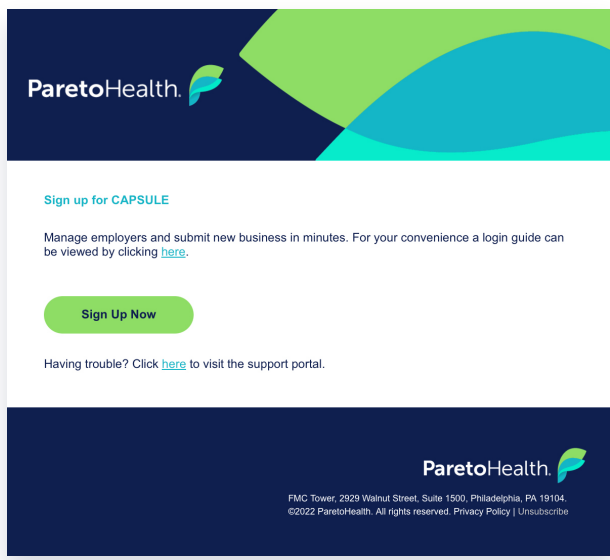 ParetoHealth.
Sign up for CAPSULE
Manage employers and submit new business in minutes. For your convenience a login guide can
be viewed by clicking here.
Sign Up Now
Having trouble? Click here to visit the support portal.
ParetoHealth.
FMC Tower, 2929 Walnut Street, Suite 1500, Philadelphia, PA 19104.
©2022 ParetoHealth. All rights reserved. Privacy Policy | Unsubscribe